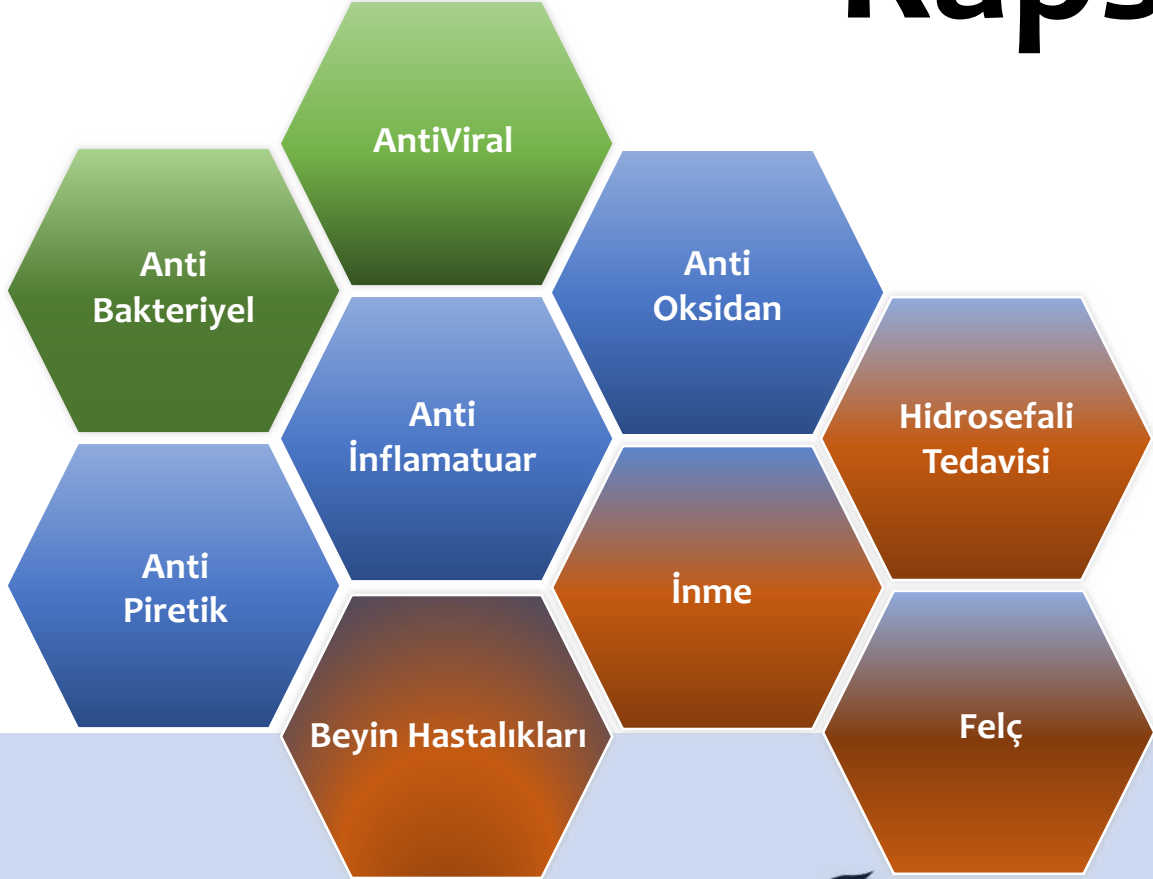 AntiViral
Anti
Bakteriyel
Anti
Oksidan
Anti
İnflamatuar
Hidrosefali
Tedavisi
Anti
Piretik
İnme
Beyin Hastalıkları
Felç